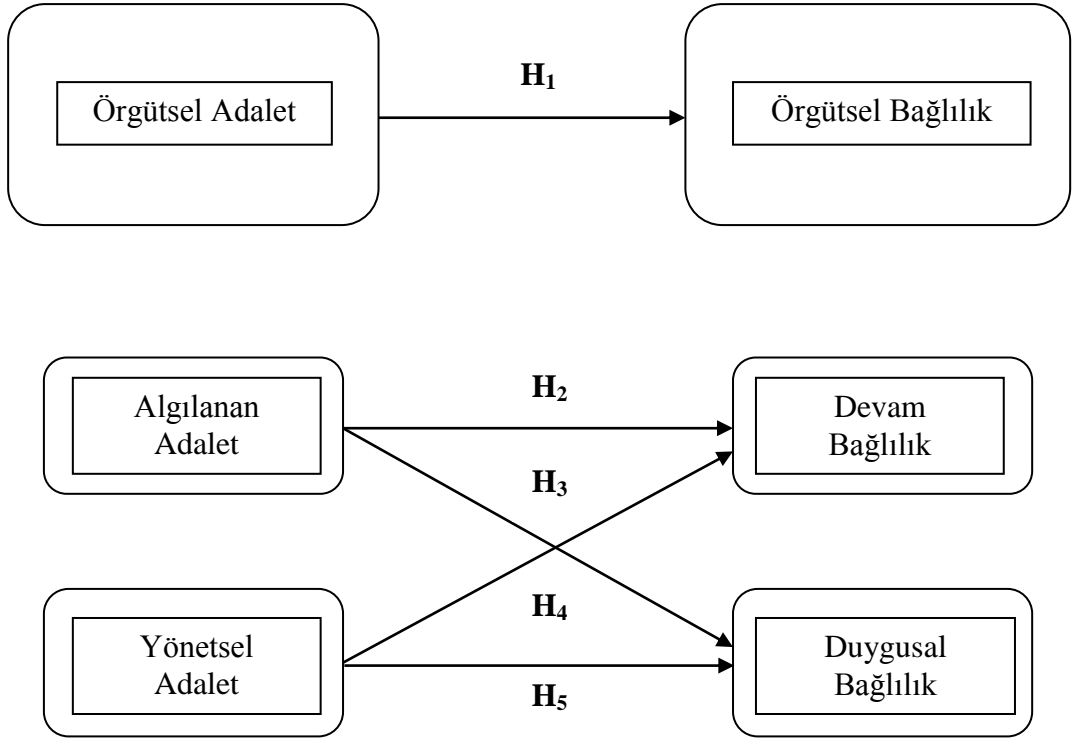 H₁
Örgütsel Adalet
Örgütsel Bağlılık
H₂
Algılanan
Adalet
Devam
Bağlılık
H₃
H₄
Yönetsel
Adalet
Duygusal
Bağlılık
H₅